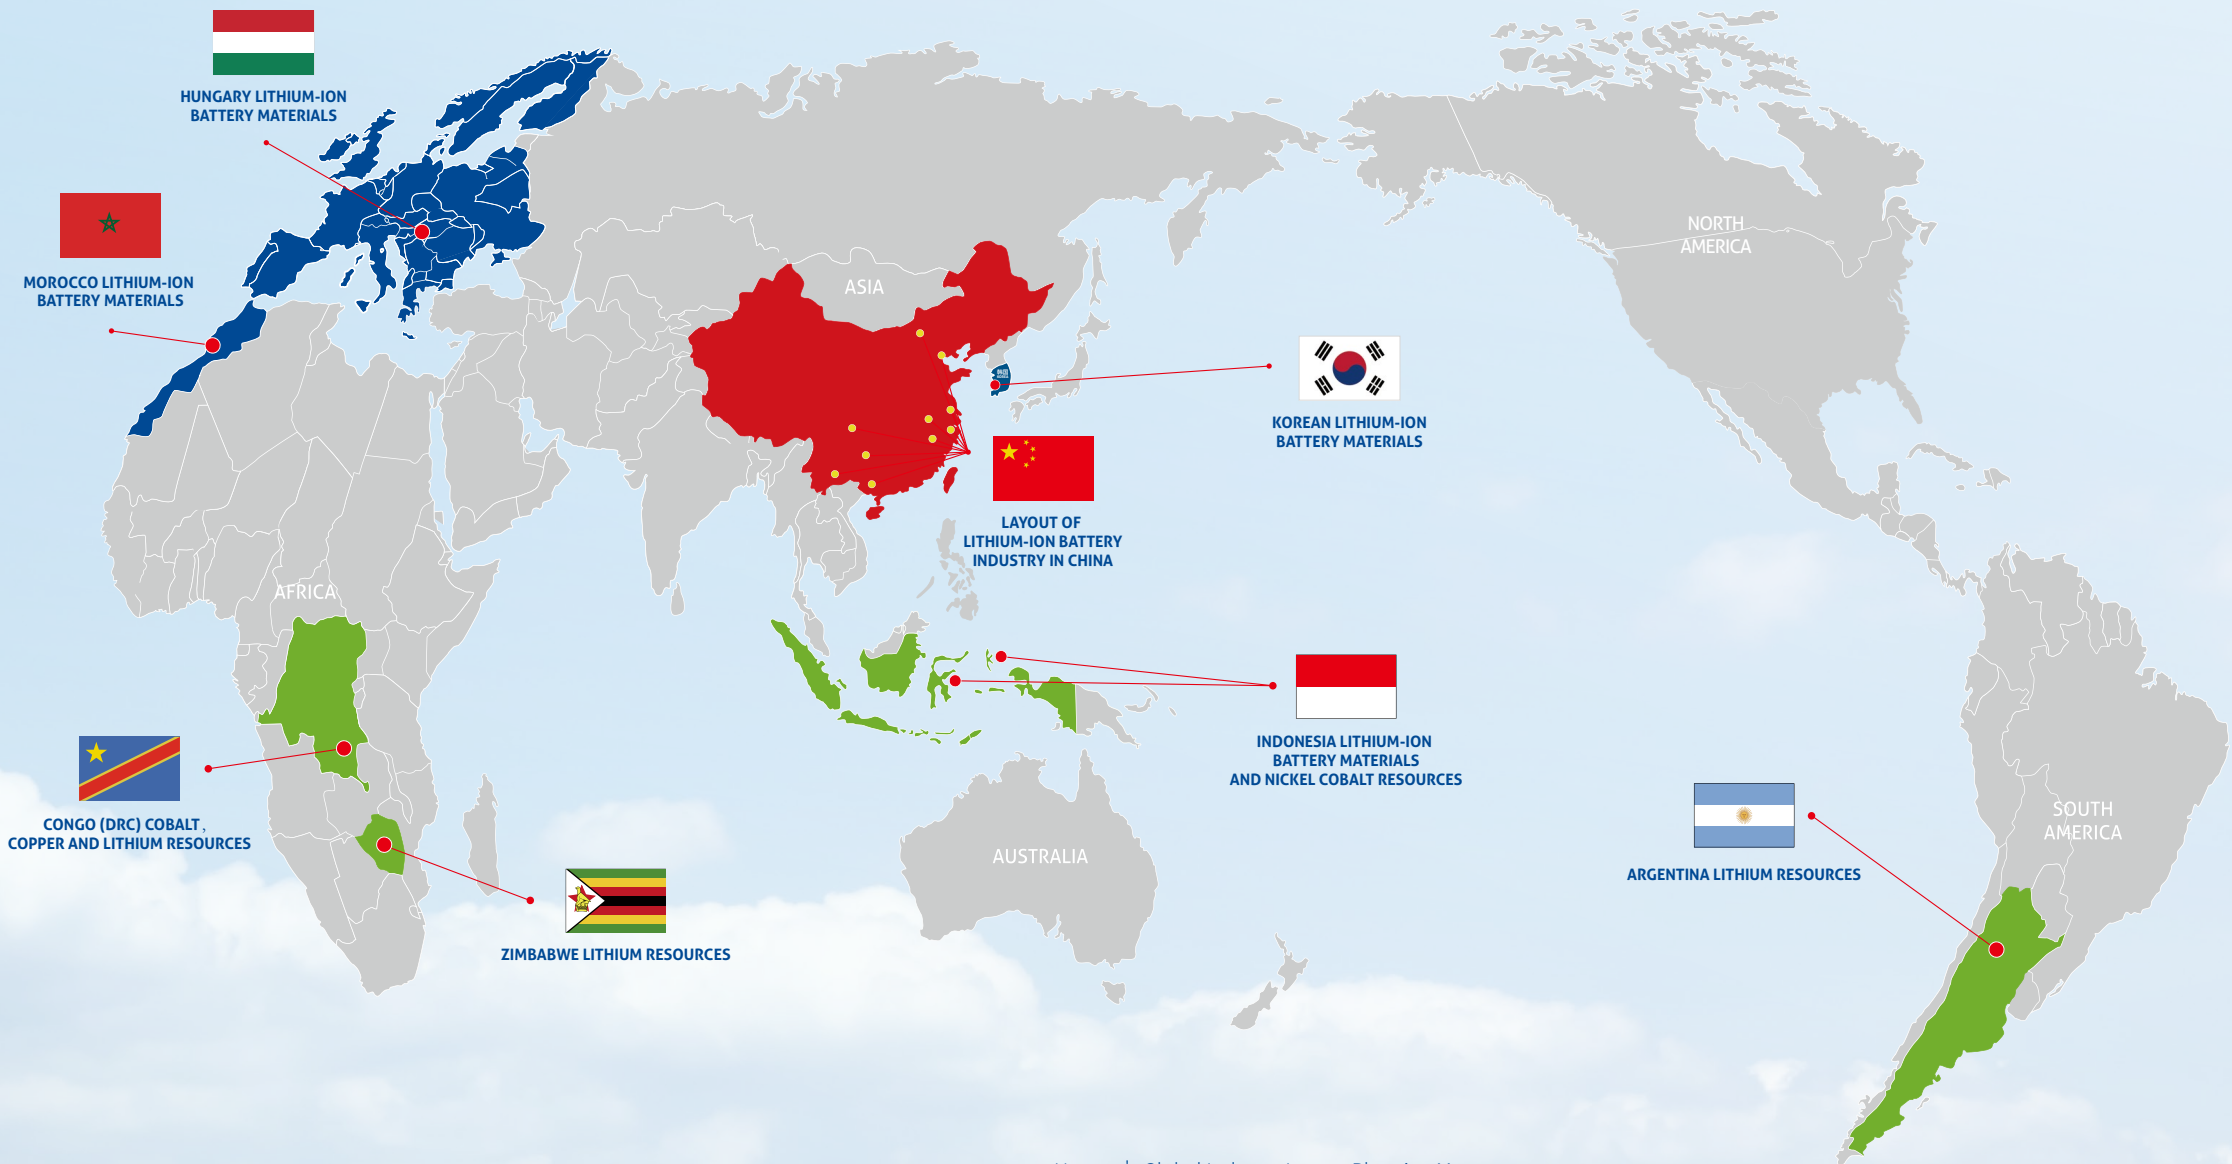 HUNGARY LITHIUM-ION
BATTERY MATERIALS
MOROCCO LITHIUM-ION
BATTERY MATERIALS
NORTH
AMERICA
ASIA
KOREAN LITHIUM-ION
BATTERY MATERIALS
LAYOUT OF
LITHIUM-ION BATTERY
INDUSTRY IN CHINA
AFRICA
INDONESIA LITHIUM-ION
BATTERY MATERIALS
AND NICKEL COBALT RESOURCES
CONGO (DRC) COBALT、
COPPER AND LITHIUM RESOURCES
SOUTH
AMERICA
AUSTRALIA
ARGENTINA LITHIUM RESOURCES
ZIMBABWE LITHIUM RESOURCES